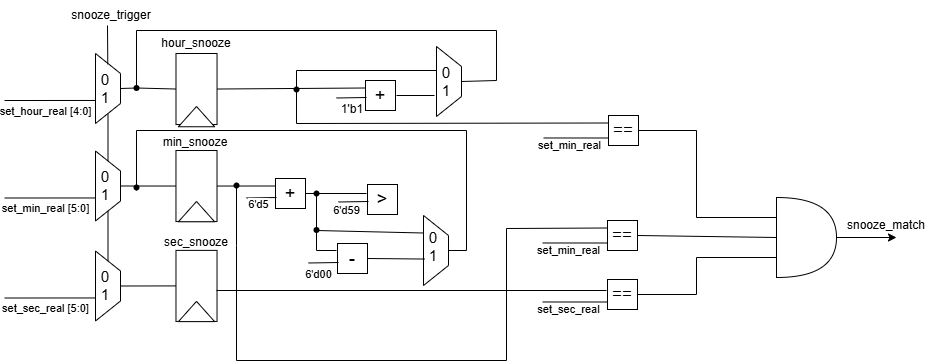 snooze_trigger
hour_snooze
0
1
set_hour_real [4:0]
0
1
+
1'b1
==
set_min_real
min_snooze
0
1
set_min_real [5:0]
+
6'd5
>
6'd59
0
1
-
6'd00
==
set_min_real
snooze_match
sec_snooze
0
1
set_sec_real [5:0]
==
set_sec_real